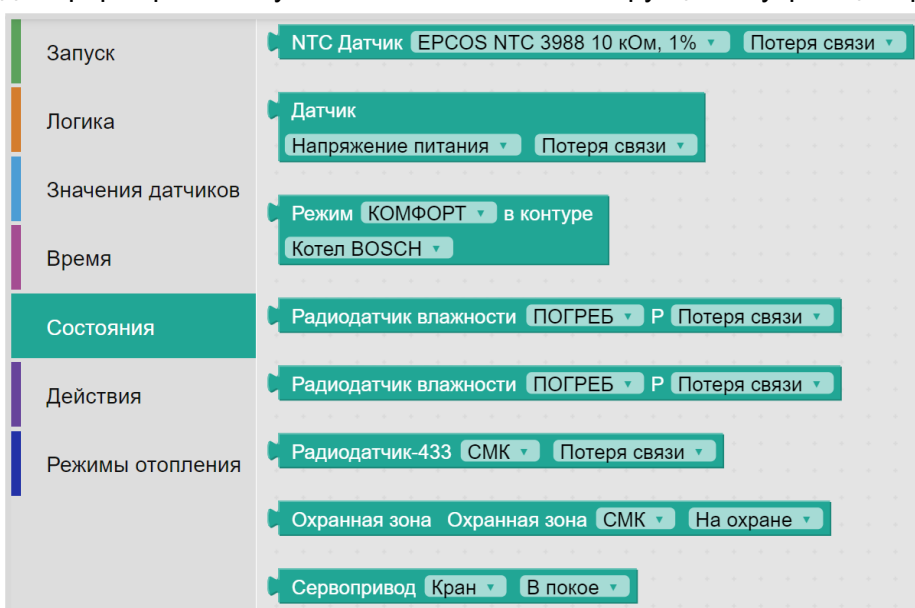 Запуск
Логика
Значения датчиков
Время
Состояния
Действия
Режимы отопления
NTC Датчик EPCOS NTC 3988 10 кОм, 1% Потеря связи
Датчик
Напряжение питания Потеря связи
Режим КОМФОРТ в контуре
Котел BOSCH
Радиодатчик влажности ПОГРЕБ Р Потеря связи
Радиодатчик влажности ПОГРЕБ Р Потеря связи
Радиодатчик-433 СМК Потеря связи
Охранная зона Охранная зона СМК На охране
Сервопривод Кран В покое